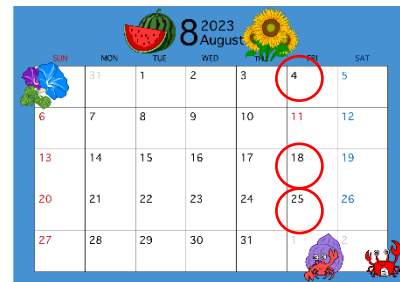 8 2023
August
SUN MON TUE WED TH FRI SAT
31 1 2 3 4 5
6 7 8 9 10 11 12
13 14 15 16 17 18 19
20 21 22 23 24 25 26
27 28 29 30 31 1 2